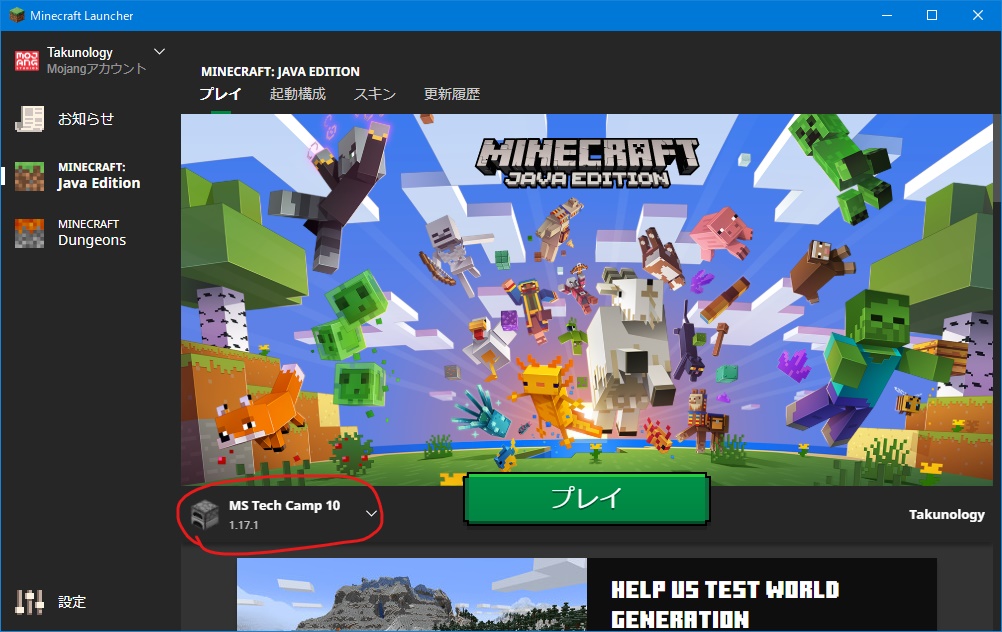 Minecraft Launcher
Takunology
Mojangアカウント
お知らせ
MINECRAFT:
Java Edition
MINECRAFT
Dungeons
設定
MINECRAFT: JAVA EDITION
プレイ 起動構成 スキン 更新履歴
MINECRAFT
JAVA EDITION
MS Tech Camp 10
1.17.1
プレイ
Takunology
HELP US TEST WORLD
GENERATION
MOJANG
STUDIOS